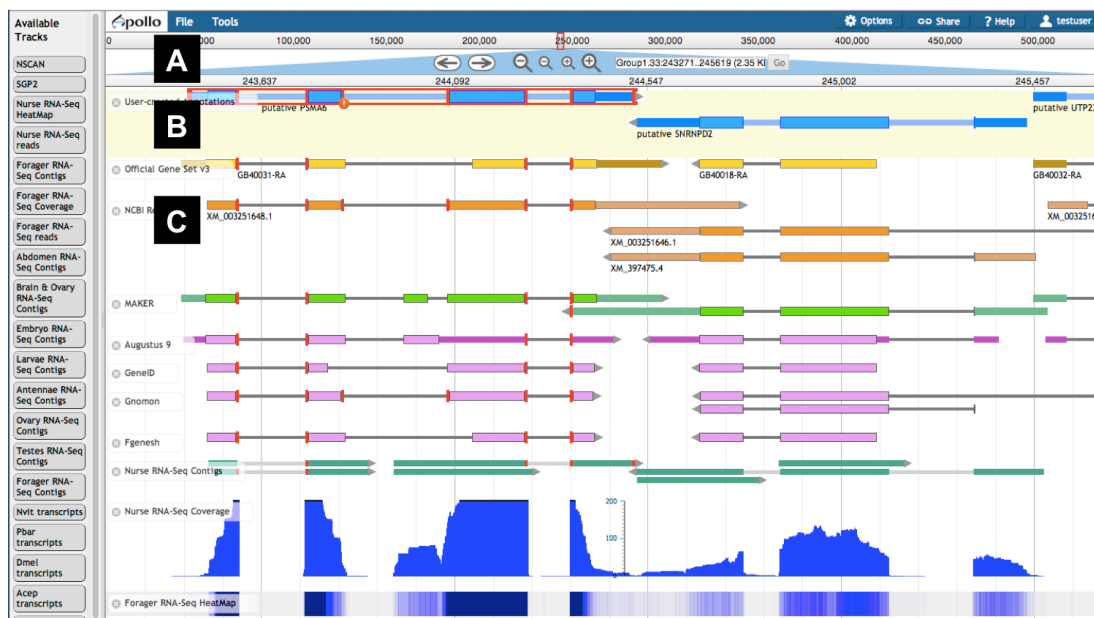 Available
Tracks
NSCAN
SGP2
Nurse RNA-Seq
HeatMap
Nurse RNA-Seq
reads
Forager RNA-
Seq Contigs
Forager RNA-
Seq Coverage
Forager RNA-
Seq reads
Abdomen RNA-
Seq Contigs
Brain & Ovary
RNA-Seq
Contigs
Embryo RNA-
Seq Contigs
Larvae RNA-
Seq Contigs
Antennae RNA-
Seq Contigs
Ovary RNA-Seq
Contigs
Testes RNA-Seq
Contigs
Forager RNA-
Seq Contigs
Nvit transcripts
Pbar
transcripts
Dmel
transcripts
Acep
transcripts
Apollo File Tools Options Share ? Help testuser
0 100,000 150,000 200,000 250,000 300,000 350,000 400,000 450,000 500,000
A
Group1.33:243271..245619 (2.35 Kb) Go
243,637 244,092 244,547 245,002 245,457
putative PSMA6 putative UTP23
B
putative SNRNPD2
Official Gene Set v3
GB40031-RA GB40018-RA GB40032-RA
C
NCBI
XM_003251648.1
XM_003251646.1
XM_397475.4
MAKER
Augustus 9
GeneID
Gnomon
Fgenesh
Nurse RNA-Seq Contigs
Nurse RNA-Seq Coverage
200
100
0
Forager RNA-Seq HeatMap